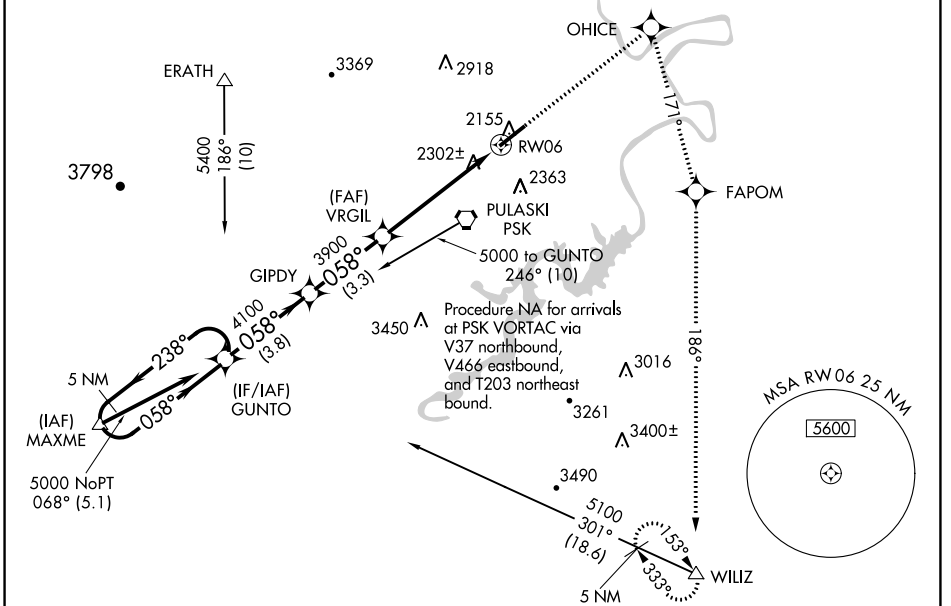 OHICE
ERATH
3369
2918
5400
186°
(10)
171°
2155
RW06
2302±
3798
2363
(FAF)
VRGIL
PULASKI
PSK
FAPOM
3900
058°
(3.3)
5000 to GUNTO
246° (10)
GIPDY
4100
058°
(3.8)
3450
Procedure NA for arrivals
at PSK VORTAC via
V37 northbound,
V466 eastbound,
and T203 northeast
bound.
186°
238°
5 NM
058°
(IF/IAF)
GUNTO
(IAF)
MAXME
5000 NoPT
068° (5.1)
3016
3261
3400±
MSA RW06 25 NM
5600
3490
5100
301°
(18.6)
153°
333°
WILIZ
5 NM